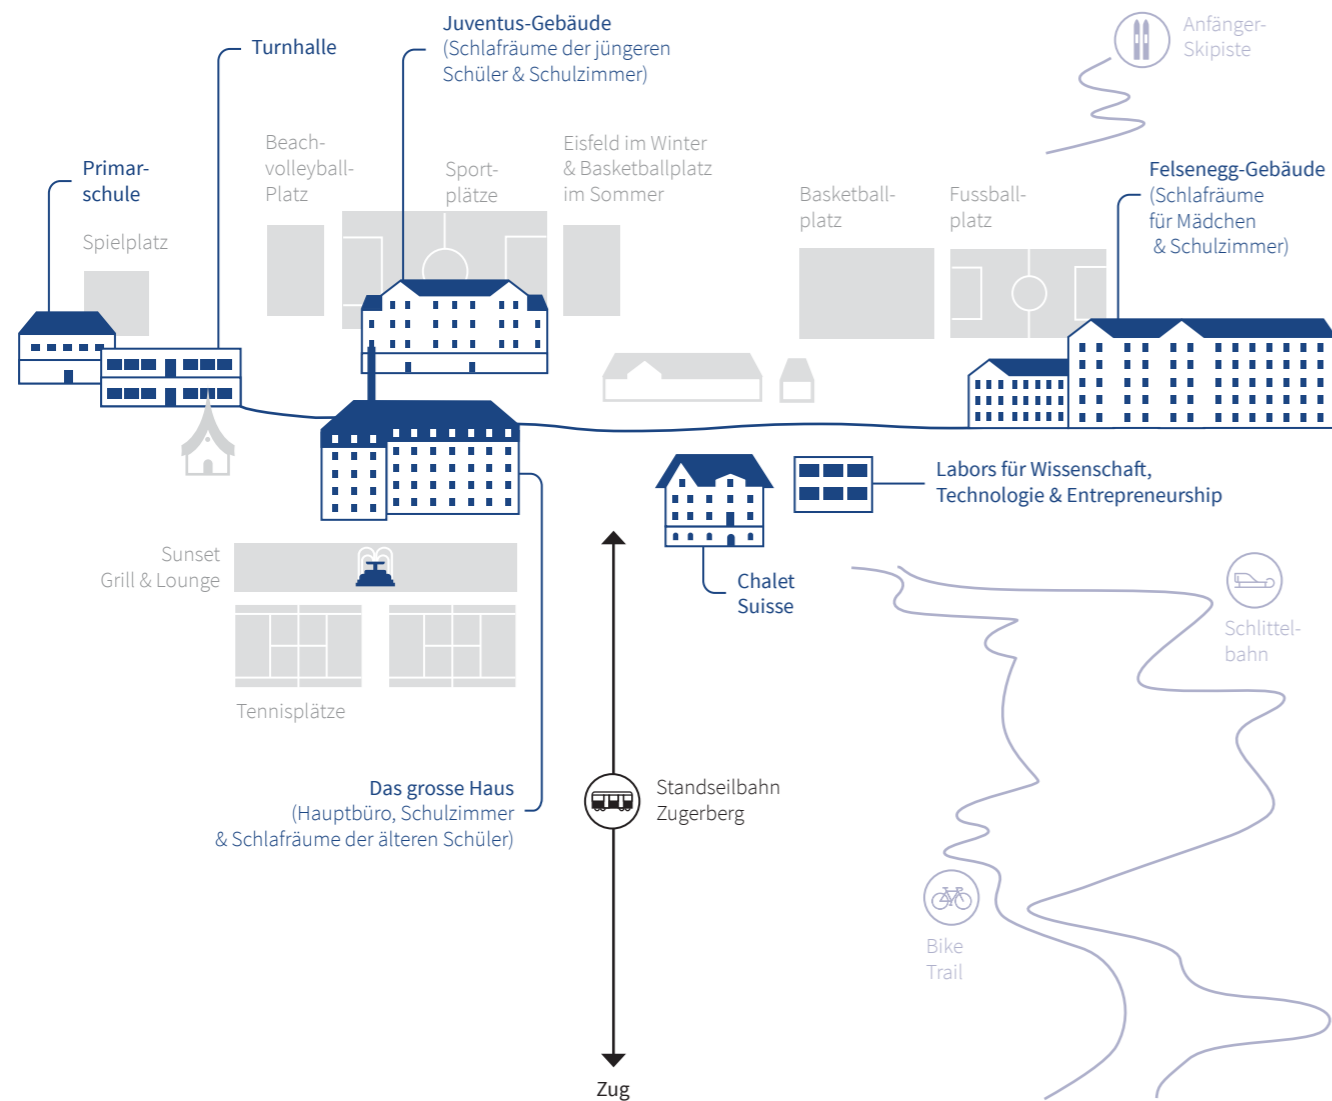 Juventus-Gebäude
(Schlafräume der jüngeren
Schüler & Schulzimmer)
Turnhalle
Anfänger-
Skipiste
Primar-
schule
Spielplatz
Beach-
volleyball-
Platz
Sport-
plätze
Eisfeld im Winter
& Basketballplatz
im Sommer
Basketball-
platz
Fussball-
platz
Felsenegg-Gebäude
(Schlafräume
für Mädchen
& Schulzimmer)
Labors für Wissenschaft,
Technologie & Entrepreneurship
Sunset
Grill & Lounge
Chalet
Suisse
Schlittel-
bahn
Tennisplätze
Das grosse Haus
(Hauptbüro, Schulzimmer
& Schlafräume der älteren Schüler)
Standseilbahn
Zugerberg
Bike
Trail
Zug